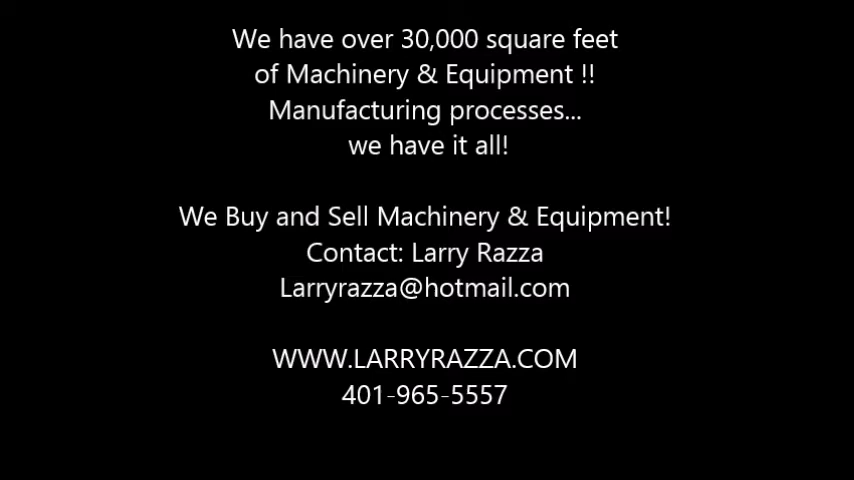 We have over 30,000 square feet
of Machinery & Equipment !!
Manufacturing processes...
we have it all!
We Buy and Sell Machinery & Equipment!
Contact: Larry Razza
Larryrazza@hotmail.com
WWW.LARRYRAZZA.COM
401-965-5557